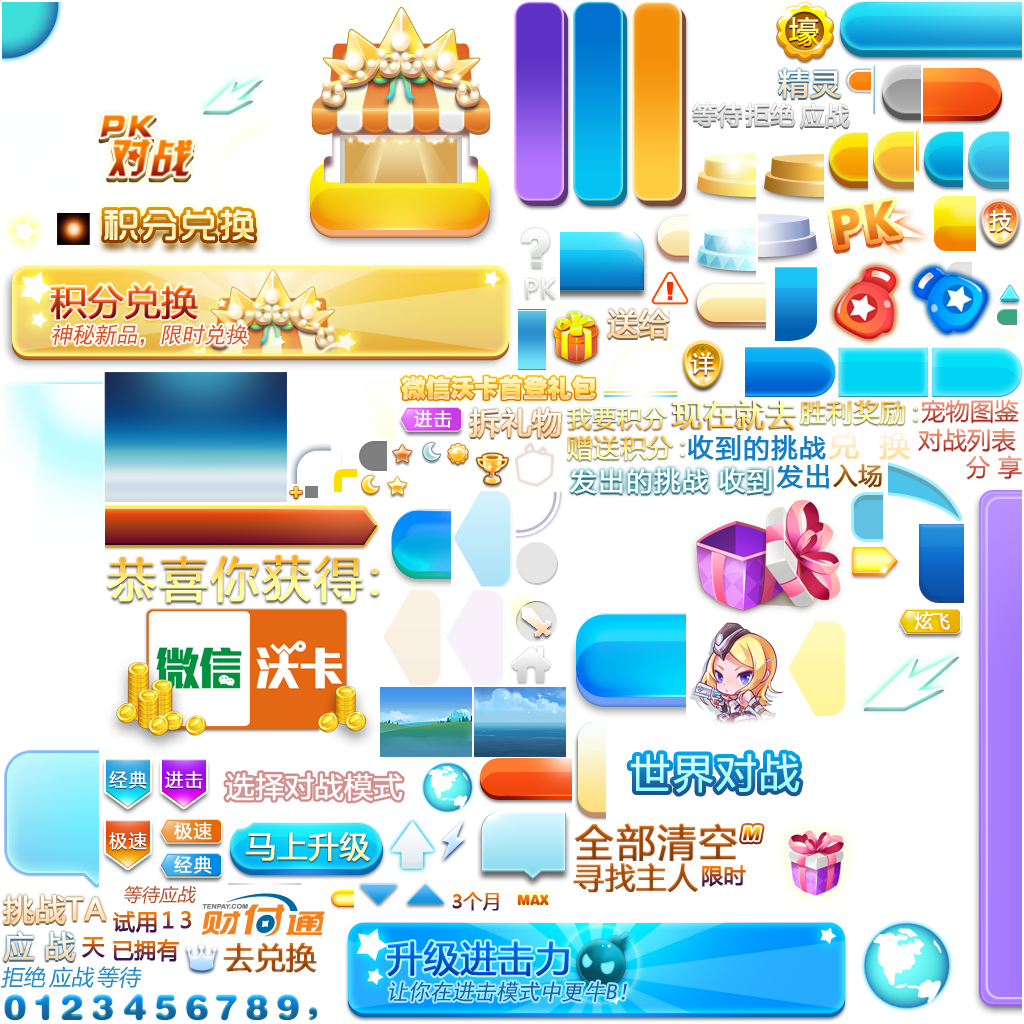 壕
精灵
等待 拒绝 应战
PK
对战
积分兑换
PK
技
PK
积分兑换
神秘新品，限时兑换
送给
详
微信沃卡首登礼包
进击
拆礼物
我要积分
现在就去
胜利奖励：
宠物图鉴
赠送积分：
收到的挑战
兑 换
对战列表
发出的挑战
收到
发出
入场
分 享
恭喜你获得:
炫飞
微信
沃卡
世界对战
经典
进击
选择对战模式
极速
极速
经典
马上升级
全部清空
M
寻找主人
限时
等待应战
挑战TA
试用 1 3
TENPAY.COM
财付通
3个月
MAX
应 战
天
已拥有
去兑换
拒绝 应战 等待
升级进击力
让你在进击模式中更牛B!
0123456789,